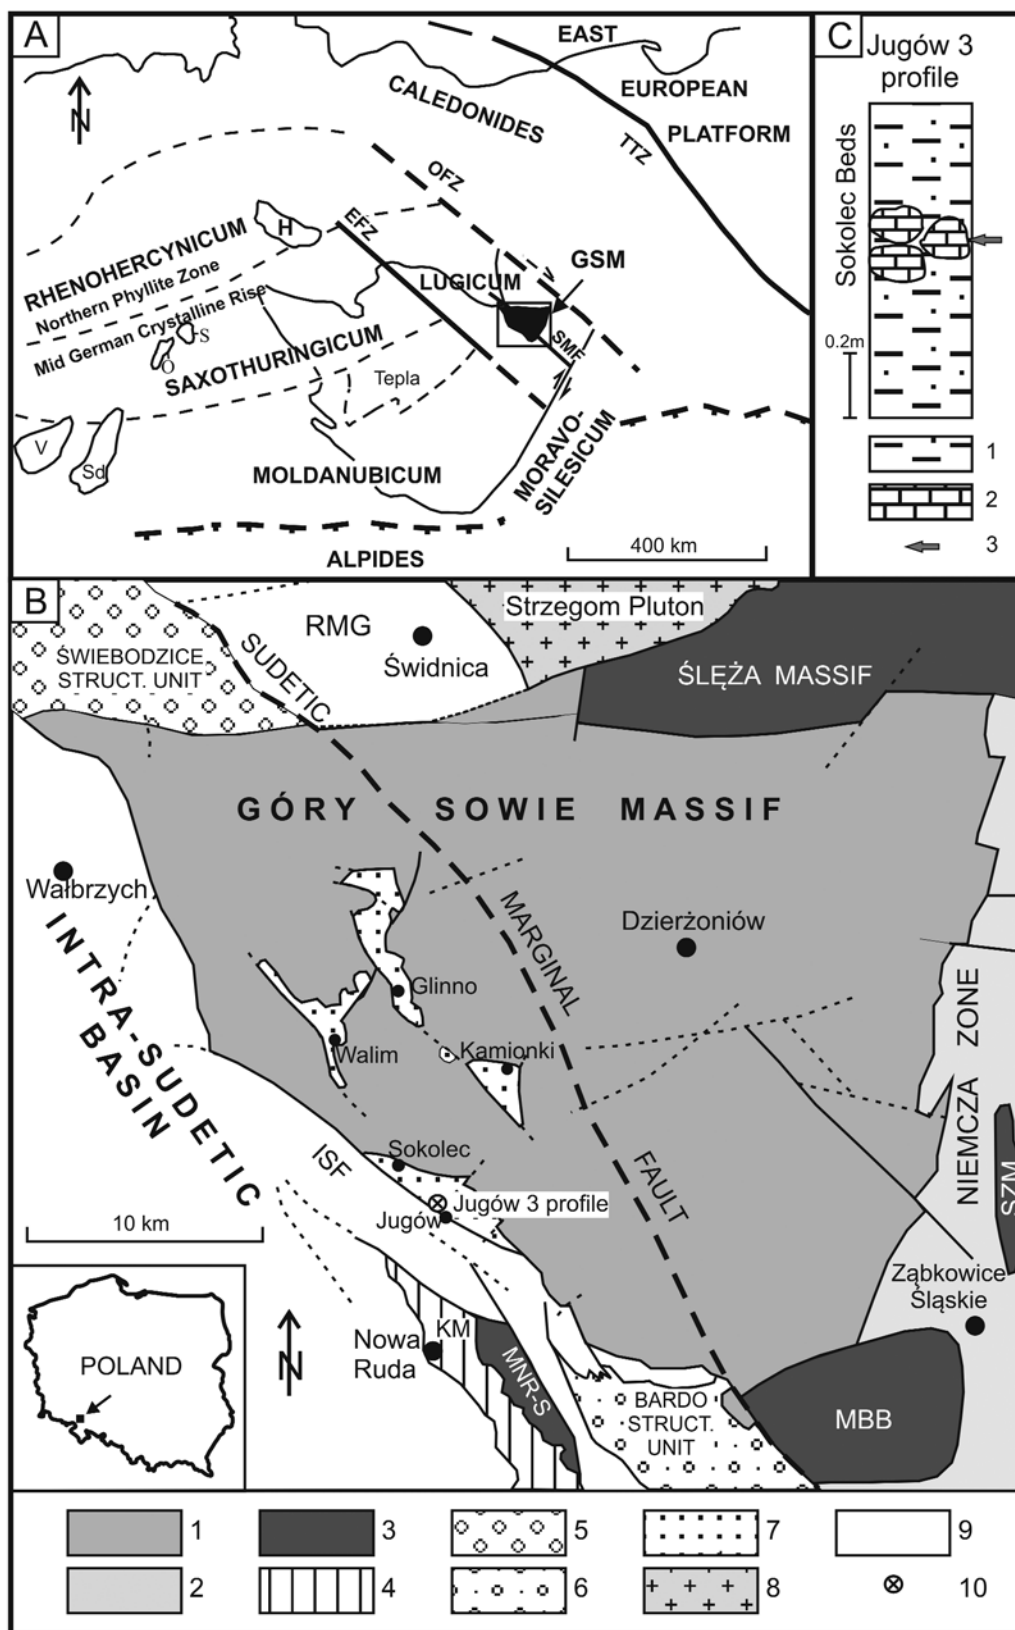 A
EAST
EUROPEAN
PLATFORM
CALEDONIDES
TTZ
N
OFZ
EFZ
H
RHENOHERCYNICUM
Northern Phyllite Zone
Mid German Crystalline Rise
S
O
SAXOTHURINGICUM
LUGICUM
GSM
SMF
Tepla
V
Sd
MOLDANUBICUM
MORAVO-
SILESICUM
ALPIDES
400 km
C
Jugów 3
profile
Sokolec Beds
0.2m
1
2
3
B
ŚWIEBODZICE
STRUCT. UNIT
RMG
Świdnica
Strzegom Pluton
ŚLĘŻA MASSIF
SUDETIC
MARGINAL
FAULT
GÓRY SOWIE MASSIF
Wałbrzych
INTRA-SUDETIC
BASIN
Dzierżoniów
Glinno
Walim
Kamionki
NIEMCZA ZONE
SZM
Sokolec
ISF
Jugów 3 profile
Jugów
10 km
Ząbkowice
Śląskie
POLAND
N
Nowa
Ruda
KM
MNR-S
BARDO
STRUCT.
UNIT
MBB
1
3
5
7
9
2
4
6
8
10